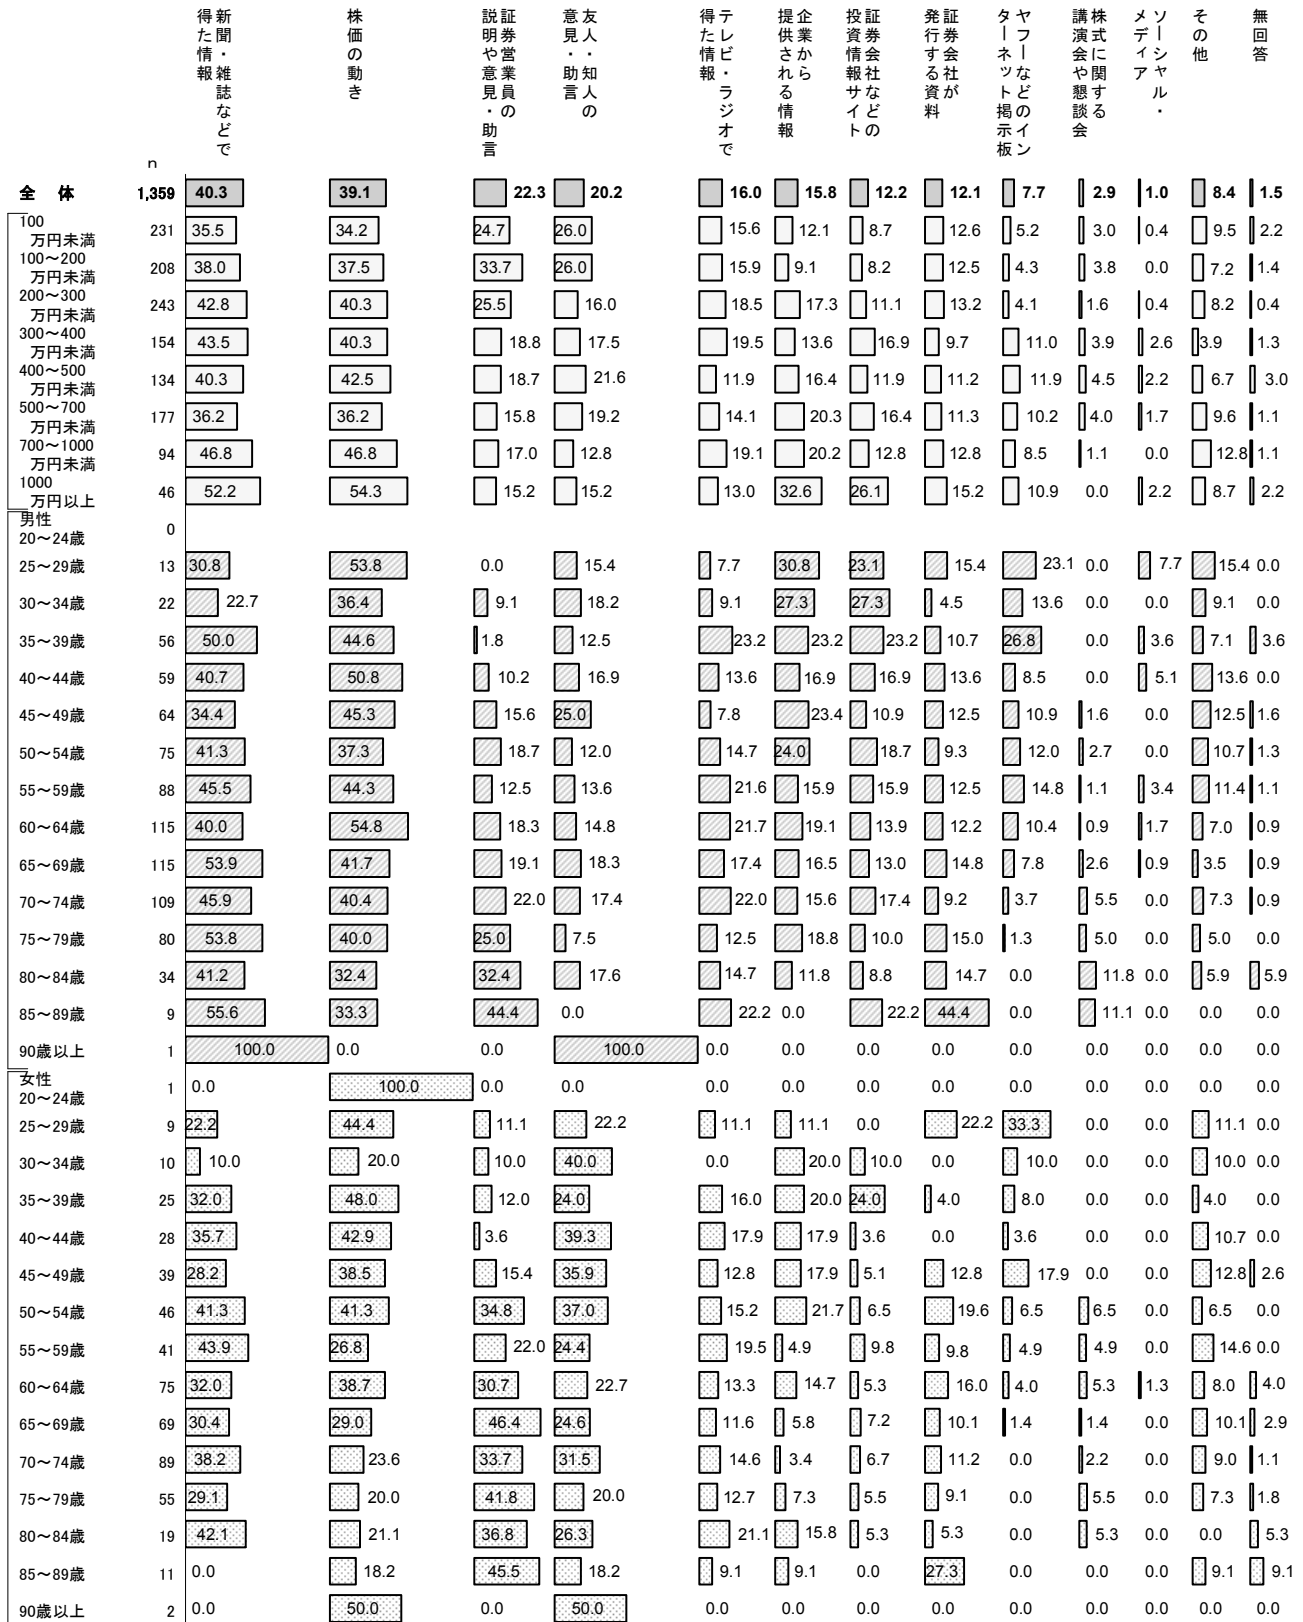 新聞・雑誌などで
得た情報
株価の動き
証券営業員の
説明や意見・助言
友人・知人の
意見・助言
テレビ・ラジオで
得た情報
企業から
提供される情報
証券会社などの
投資情報サイト
証券会社が
発行する資料
ヤフーなどのイン
ターネット掲示板
株式に関する
講演会や懇談会
ソーシャル・
メディア
その他
無回答
n
全 体 1,359 40.3 39.1 22.3 20.2 16.0 15.8 12.2 12.1 7.7 2.9 1.0 8.4 1.5
100
万円未満 231 35.5 34.2 24.7 26.0 15.6 12.1 8.7 12.6 5.2 3.0 0.4 9.5 2.2
100～200
万円未満 208 38.0 37.5 33.7 26.0 15.9 9.1 8.2 12.5 4.3 3.8 0.0 7.2 1.4
200～300
万円未満 243 42.8 40.3 25.5 16.0 18.5 17.3 11.1 13.2 4.1 1.6 0.4 8.2 0.4
300～400
万円未満 154 43.5 40.3 18.8 17.5 19.5 13.6 16.9 9.7 11.0 3.9 2.6 3.9 1.3
400～500
万円未満 134 40.3 42.5 18.7 21.6 11.9 16.4 11.9 11.2 11.9 4.5 2.2 6.7 3.0
500～700
万円未満 177 36.2 36.2 15.8 19.2 14.1 20.3 16.4 11.3 10.2 4.0 1.7 9.6 1.1
700～1000
万円未満 94 46.8 46.8 17.0 12.8 19.1 20.2 12.8 12.8 8.5 1.1 0.0 12.8 1.1
1000
万円以上 46 52.2 54.3 15.2 15.2 13.0 32.6 26.1 15.2 10.9 0.0 2.2 8.7 2.2
男性
20～24歳 0
25～29歳 13 30.8 53.8 0.0 15.4 7.7 30.8 23.1 15.4 23.1 0.0 7.7 15.4 0.0
30～34歳 22 22.7 36.4 9.1 18.2 9.1 27.3 27.3 4.5 13.6 0.0 0.0 9.1 0.0
35～39歳 56 50.0 44.6 1.8 12.5 23.2 23.2 23.2 10.7 26.8 0.0 3.6 7.1 3.6
40～44歳 59 40.7 50.8 10.2 16.9 13.6 16.9 16.9 13.6 8.5 0.0 5.1 13.6 0.0
45～49歳 64 34.4 45.3 15.6 25.0 7.8 23.4 10.9 12.5 10.9 1.6 0.0 12.5 1.6
50～54歳 75 41.3 37.3 18.7 12.0 14.7 24.0 18.7 9.3 12.0 2.7 0.0 10.7 1.3
55～59歳 88 45.5 44.3 12.5 13.6 21.6 15.9 15.9 12.5 14.8 1.1 3.4 11.4 1.1
60～64歳 115 40.0 54.8 18.3 14.8 21.7 19.1 13.9 12.2 10.4 0.9 1.7 7.0 0.9
65～69歳 115 53.9 41.7 19.1 18.3 17.4 16.5 13.0 14.8 7.8 2.6 0.9 3.5 0.9
70～74歳 109 45.9 40.4 22.0 17.4 22.0 15.6 17.4 9.2 3.7 5.5 0.0 7.3 0.9
75～79歳 80 53.8 40.0 25.0 7.5 12.5 18.8 10.0 15.0 1.3 5.0 0.0 5.0 0.0
80～84歳 34 41.2 32.4 32.4 17.6 14.7 11.8 8.8 14.7 0.0 11.8 0.0 5.9 5.9
85～89歳 9 55.6 33.3 44.4 0.0 22.2 0.0 22.2 44.4 0.0 11.1 0.0 0.0 0.0
90歳以上 1 100.0 0.0 0.0 100.0 0.0 0.0 0.0 0.0 0.0 0.0 0.0 0.0 0.0
女性
20～24歳 1 0.0 100.0 0.0 0.0 0.0 0.0 0.0 0.0 0.0 0.0 0.0 0.0 0.0
25～29歳 9 22.2 44.4 11.1 22.2 11.1 11.1 0.0 22.2 33.3 0.0 0.0 11.1 0.0
30～34歳 10 10.0 20.0 10.0 40.0 0.0 20.0 10.0 0.0 10.0 0.0 0.0 10.0 0.0
35～39歳 25 32.0 48.0 12.0 24.0 16.0 20.0 24.0 4.0 8.0 0.0 0.0 4.0 0.0
40～44歳 28 35.7 42.9 3.6 39.3 17.9 17.9 3.6 0.0 3.6 0.0 0.0 10.7 0.0
45～49歳 39 28.2 38.5 15.4 35.9 12.8 17.9 5.1 12.8 17.9 0.0 0.0 12.8 2.6
50～54歳 46 41.3 41.3 34.8 37.0 15.2 21.7 6.5 19.6 6.5 6.5 0.0 6.5 0.0
55～59歳 41 43.9 26.8 22.0 24.4 19.5 4.9 9.8 9.8 4.9 4.9 0.0 14.6 0.0
60～64歳 75 32.0 38.7 30.7 22.7 13.3 14.7 5.3 16.0 4.0 5.3 1.3 8.0 4.0
65～69歳 69 30.4 29.0 46.4 24.6 11.6 5.8 7.2 10.1 1.4 1.4 0.0 10.1 2.9
70～74歳 89 38.2 23.6 33.7 31.5 14.6 3.4 6.7 11.2 0.0 2.2 0.0 9.0 1.1
75～79歳 55 29.1 20.0 41.8 20.0 12.7 7.3 5.5 9.1 0.0 5.5 0.0 7.3 1.8
80～84歳 19 42.1 21.1 36.8 26.3 21.1 15.8 5.3 5.3 0.0 5.3 0.0 0.0 5.3
85～89歳 11 0.0 18.2 45.5 18.2 9.1 9.1 0.0 27.3 0.0 0.0 0.0 9.1 9.1
90歳以上 2 0.0 50.0 0.0 50.0 0.0 0.0 0.0 0.0 0.0 0.0 0.0 0.0 0.0